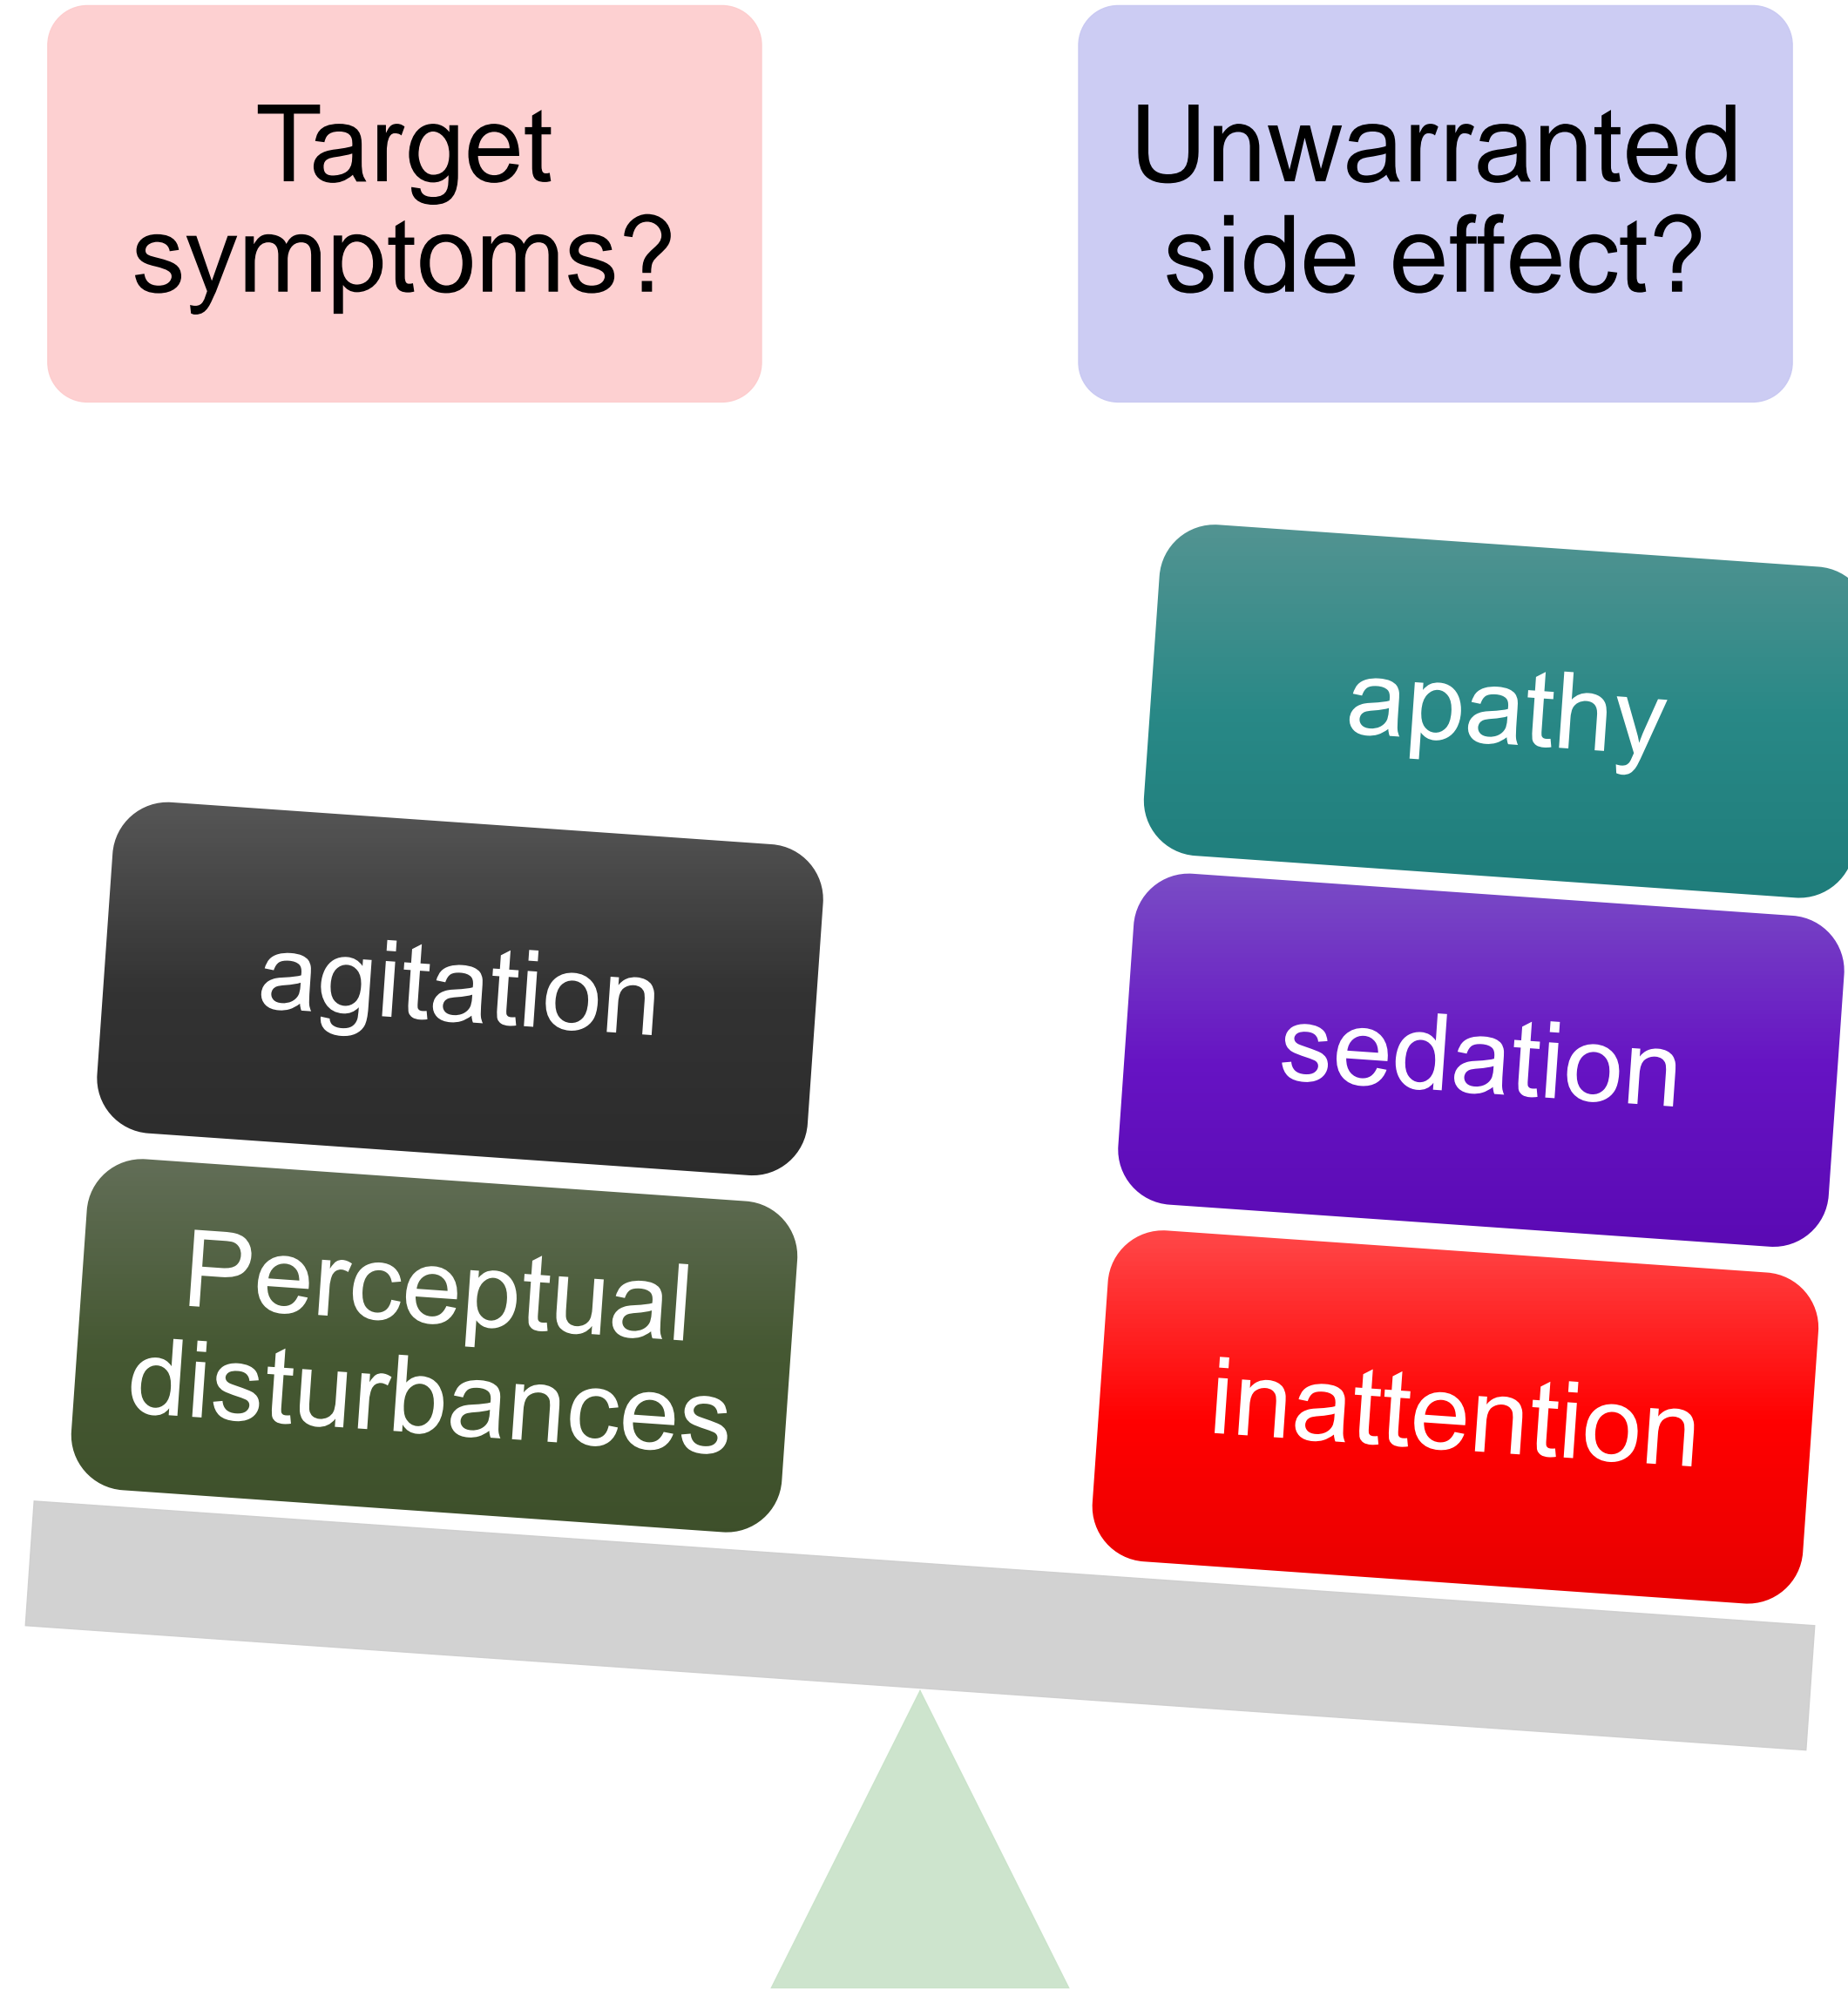 Target
symptoms?
Unwarranted
side effect?
apathy
agitation
sedation
Perceptual
disturbances
inattention